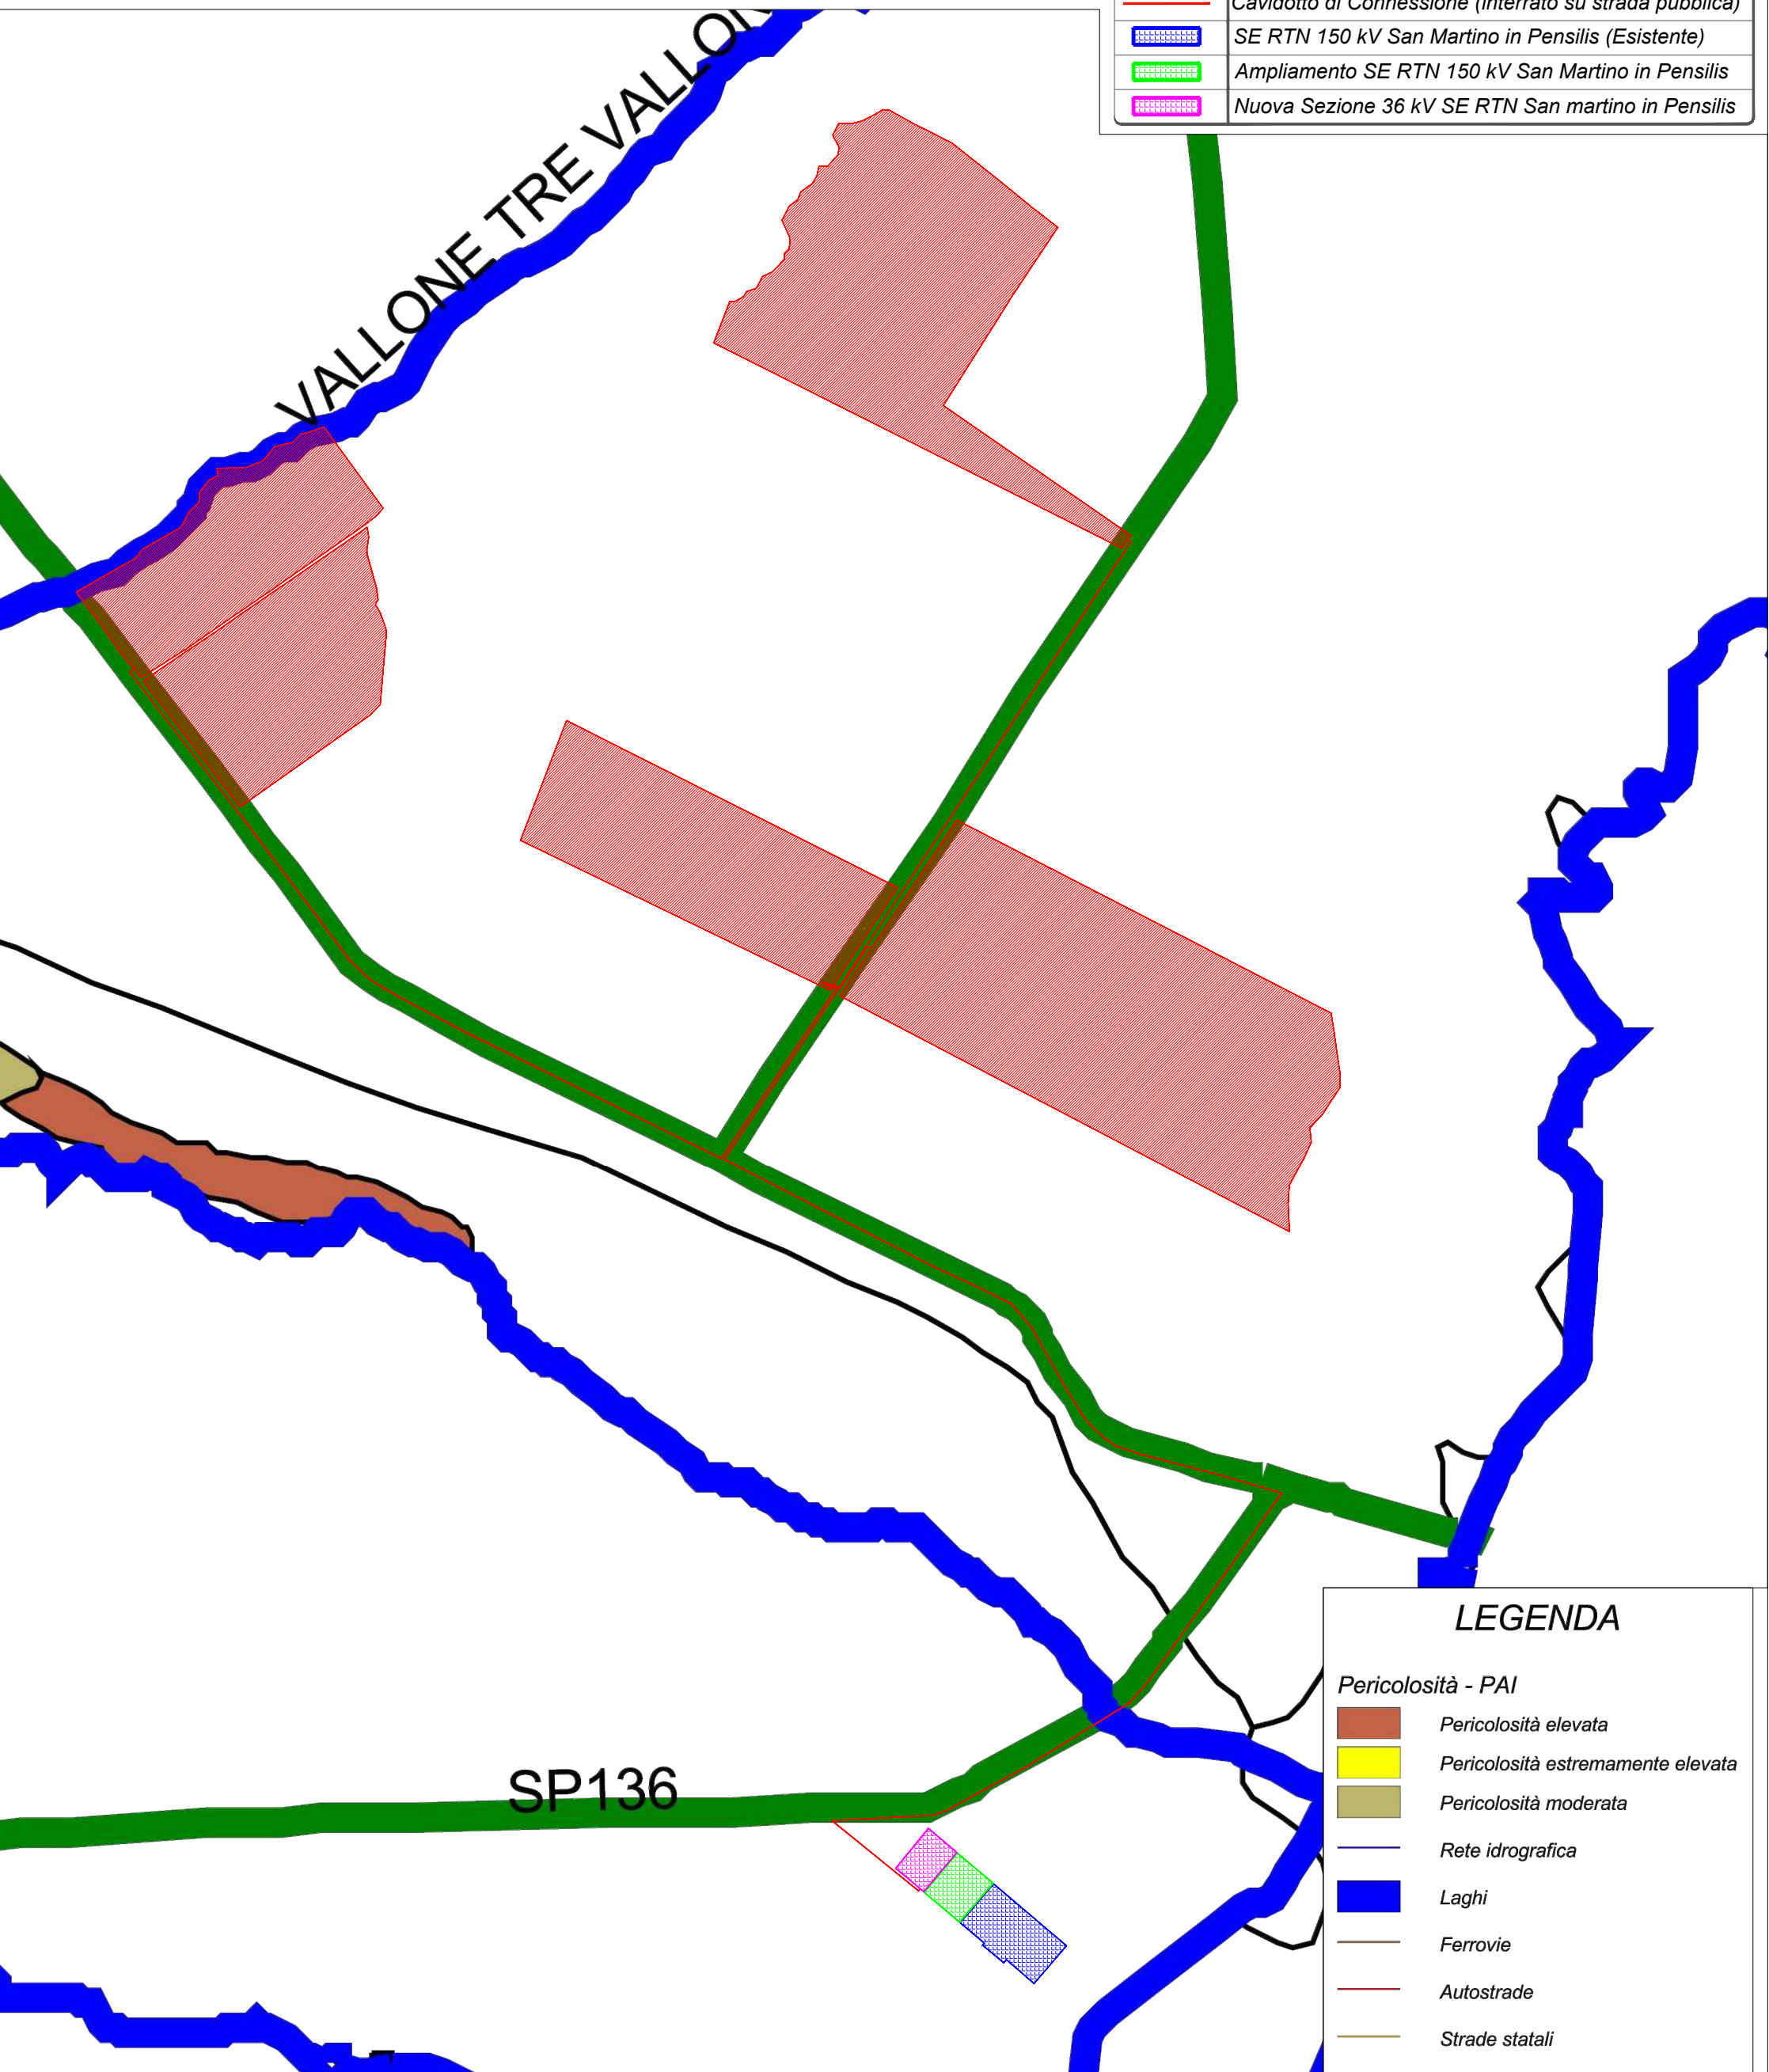 Cavidotto di Connessione (interrato su strada pubblica)
SE RTN 150 kV San Martino in Pensilis (Esistente)
Ampliamento SE RTN 150 kV San Martino in Pensilis
Nuova Sezione 36 kV SE RTN San martino in Pensilis
VALLONE TRE VALLON
SP136
LEGENDA
Pericolosità - PAI
Pericolosità elevata
Pericolosità estremamente elevata
Pericolosità moderata
Rete idrografica
Laghi
Ferrovie
Autostrade
Strade statali